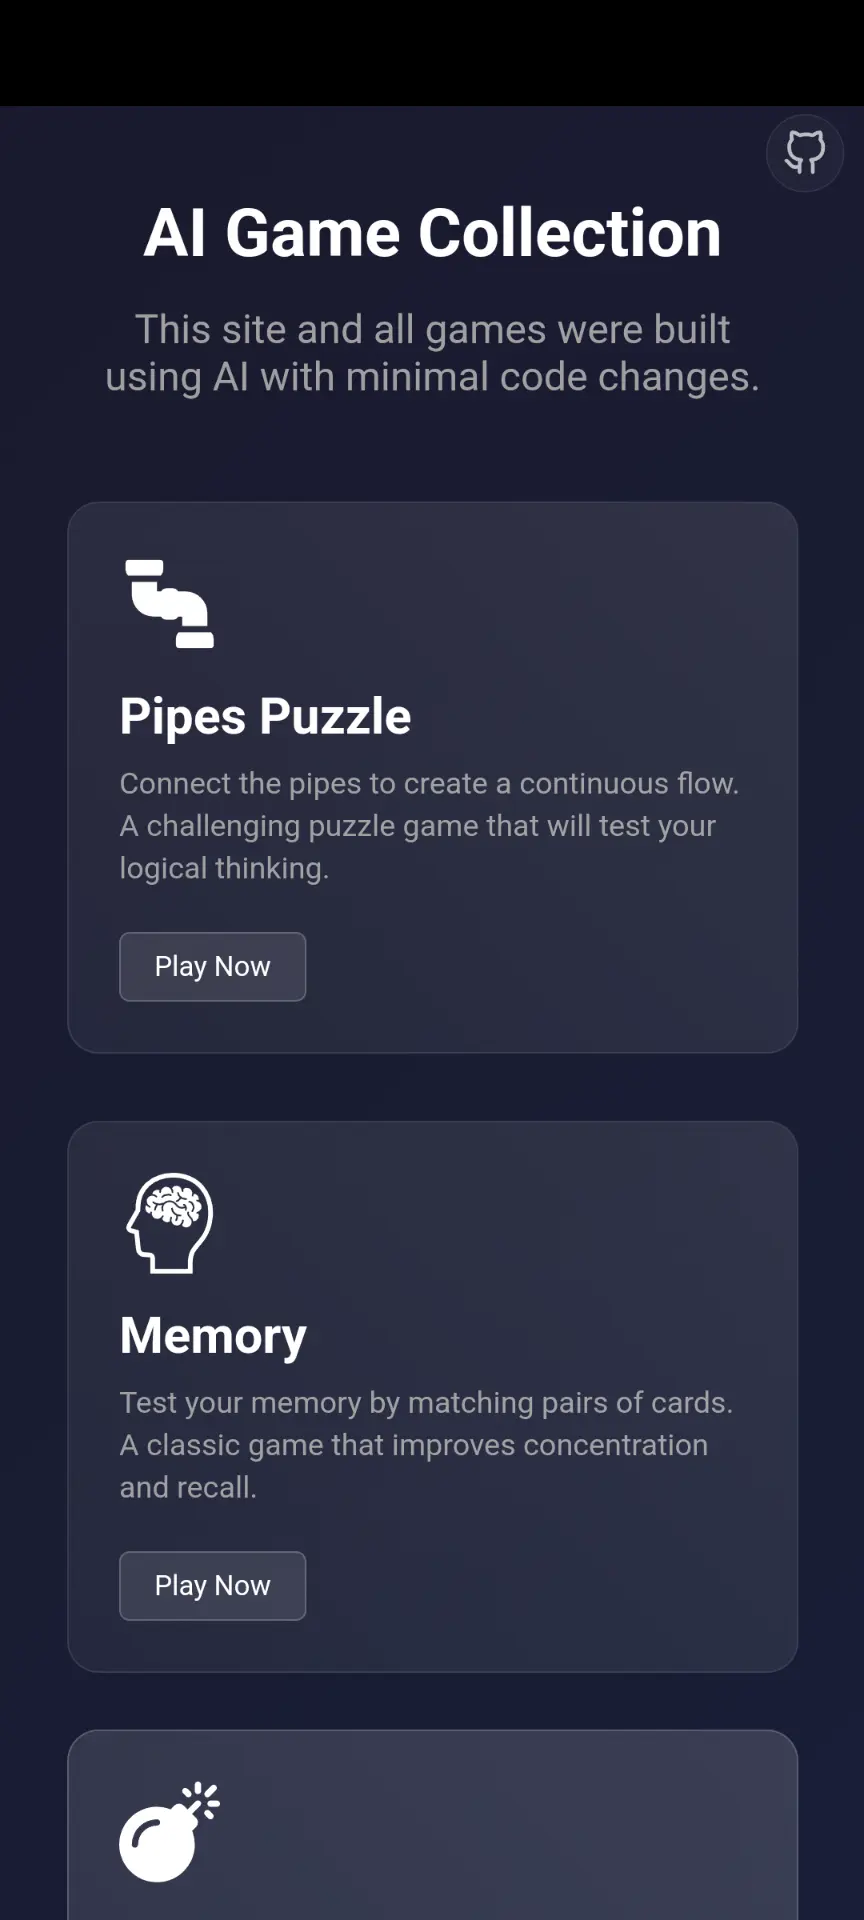 AI Game Collection
This site and all games were built
using AI with minimal code changes.
Pipes Puzzle
Connect the pipes to create a continuous flow.
A challenging puzzle game that will test your
logical thinking.
Play Now
Memory
Test your memory by matching pairs of cards.
A classic game that improves concentration
and recall.
Play Now